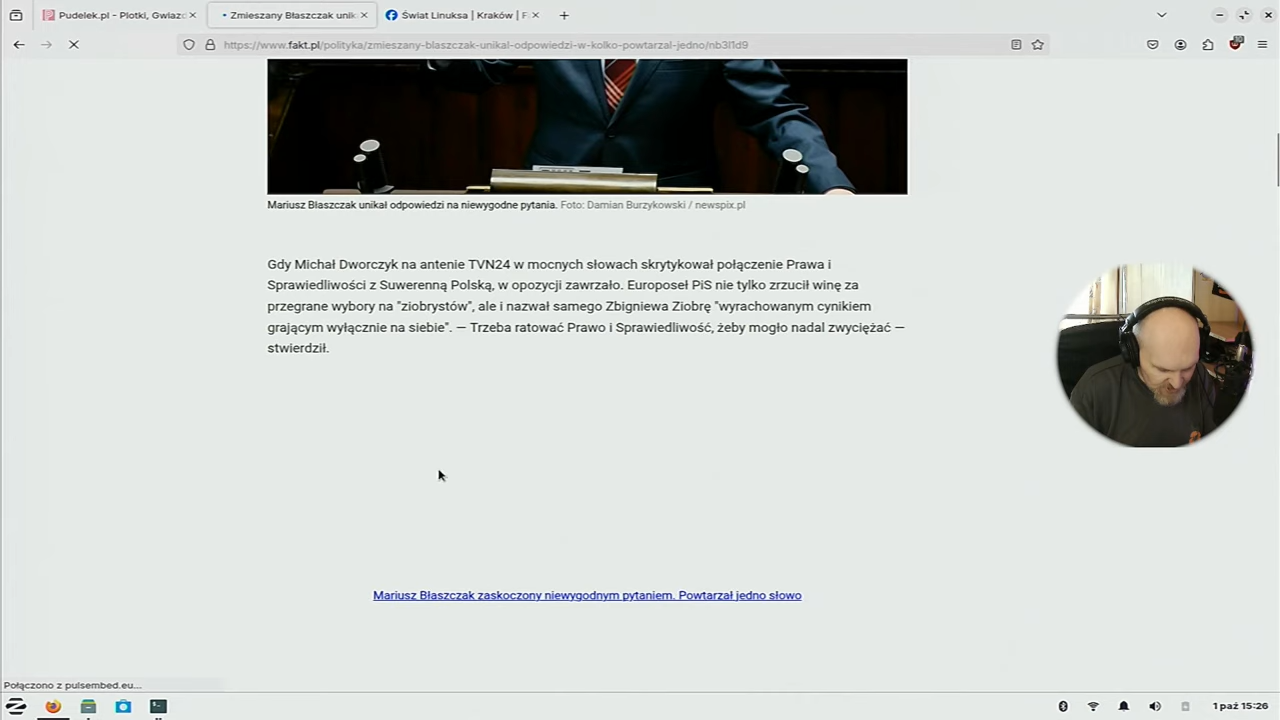 Pudelek.pl - Plotki, Gwiazd
Zmieszany Błaszczak unik
Świat Linuksa | Kraków | F
https://www.fakt.pl/polityka/zmieszany-blaszczak-unikal-odpowiedzi-w-kolko-powtarzal-jedno/nb3l1d9
Mariusz Błaszczak unikał odpowiedzi na niewygodne pytania. Foto: Damian Burzykowski / newspix.pl
Gdy Michał Dworczyk na antenie TVN24 w mocnych słowach skrytykował połączenie Prawa i
Sprawiedliwości z Suwerenną Polską, w opozycji zawrzało. Europoseł PiS nie tylko zrzucił winę za
przegrane wybory na "ziobrystów", ale i nazwał samego Zbigniewa Ziobrę "wyrachowanym cynikiem
grającym wyłącznie na siebie". — Trzeba ratować Prawo i Sprawiedliwość, żeby mogło nadal zwyciężać —
stwierdził.
Mariusz Błaszczak zaskoczony niewygodnym pytaniem. Powtarzał jedno słowo
Połączono z pulsembed.eu...
1 paź 15:26